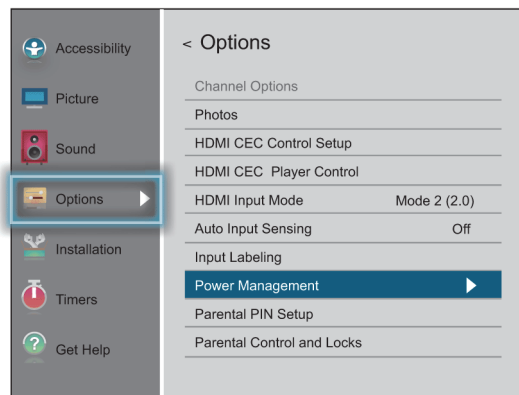 Accessibility
Picture
Sound
Options
Installation
Timers
Get Help
< Options
Channel Options
Photos
HDMI CEC Control Setup
HDMI CEC Player Control
HDMI Input Mode Mode 2 (2.0)
Auto Input Sensing Off
Input Labeling
Power Management
Parental PIN Setup
Parental Control and Locks